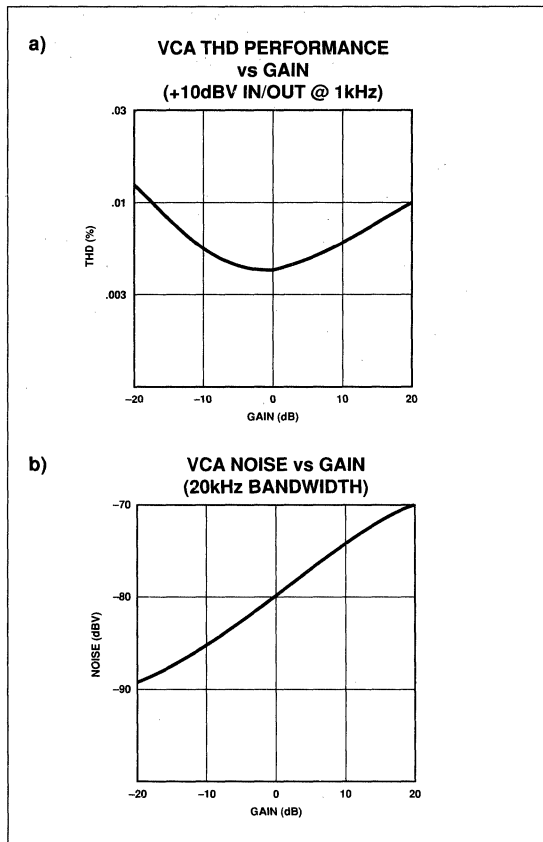 a)
VCA THD PERFORMANCE
vs GAIN
(+10dBV IN/OUT @ 1kHz)
.03
.01
.003
THD (%)
−20 −10 0 10 20
GAIN (dB)
b)
VCA NOISE vs GAIN
(20kHz BANDWIDTH)
−70
−80
−90
NOISE (dBV)
−20 −10 0 10 20
GAIN (dB)